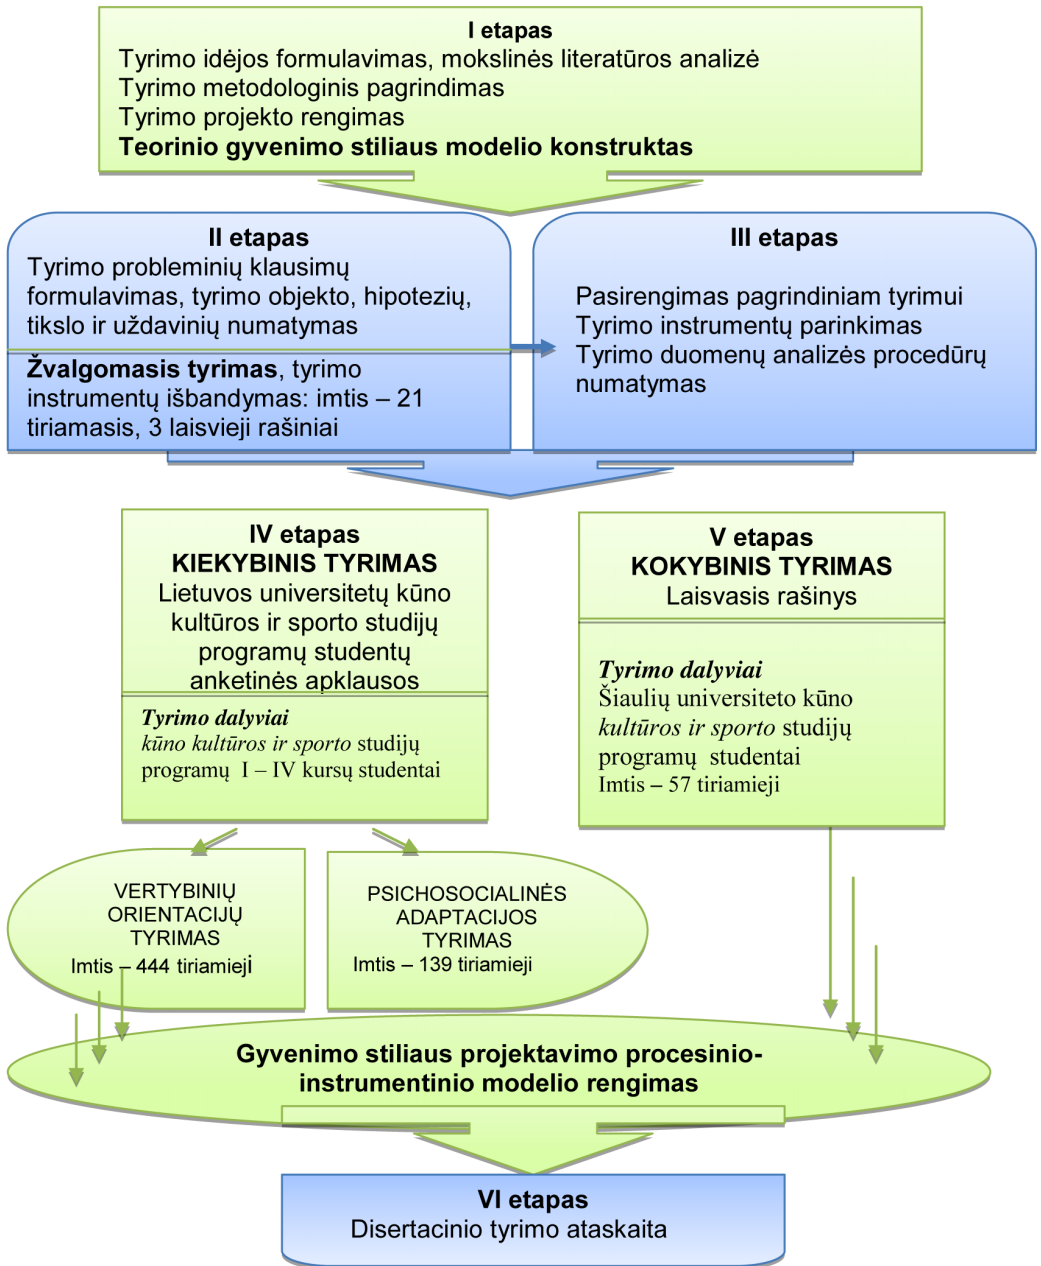 I etapas
Tyrimo idėjos formulavimas, mokslinės literatūros analizė
Tyrimo metodologinis pagrindimas
Tyrimo projekto rengimas
Teorinio gyvenimo stiliaus modelio konstruktas
II etapas
Tyrimo probleminių klausimų
formulavimas, tyrimo objekto, hipotezių,
tikslo ir uždavinių numatymas
Žvalgomasis tyrimas, tyrimo
instrumentų išbandymas: imtis – 21
tiriamasis, 3 laisvieji rašiniai
III etapas
Pasirengimas pagrindiniam tyrimui
Tyrimo instrumentų parinkimas
Tyrimo duomenų analizės procedūrų
numatymas
IV etapas
KIEKYBINIS TYRIMAS
Lietuvos universitetų kūno
kultūros ir sporto studijų
programų studentų
anketinės apklausos
Tyrimo dalyviai
kūno kultūros ir sporto studijų
programų I – IV kursų studentai
V etapas
KOKYBINIS TYRIMAS
Laisvasis rašinys
Tyrimo dalyviai
Šiaulių universiteto kūno
kultūros ir sporto studijų
programų studentai
Imtis – 57 tiriamieji
VERTYBINIŲ
ORIENTACIJŲ
TYRIMAS
Imtis – 444 tiriamieji
PSICHOSOCIALINĖS
ADAPTACIJOS
TYRIMAS
Imtis – 139 tiriamieji
Gyvenimo stiliaus projektavimo procesinio-
instrumentinio modelio rengimas
VI etapas
Disertacinio tyrimo ataskaita